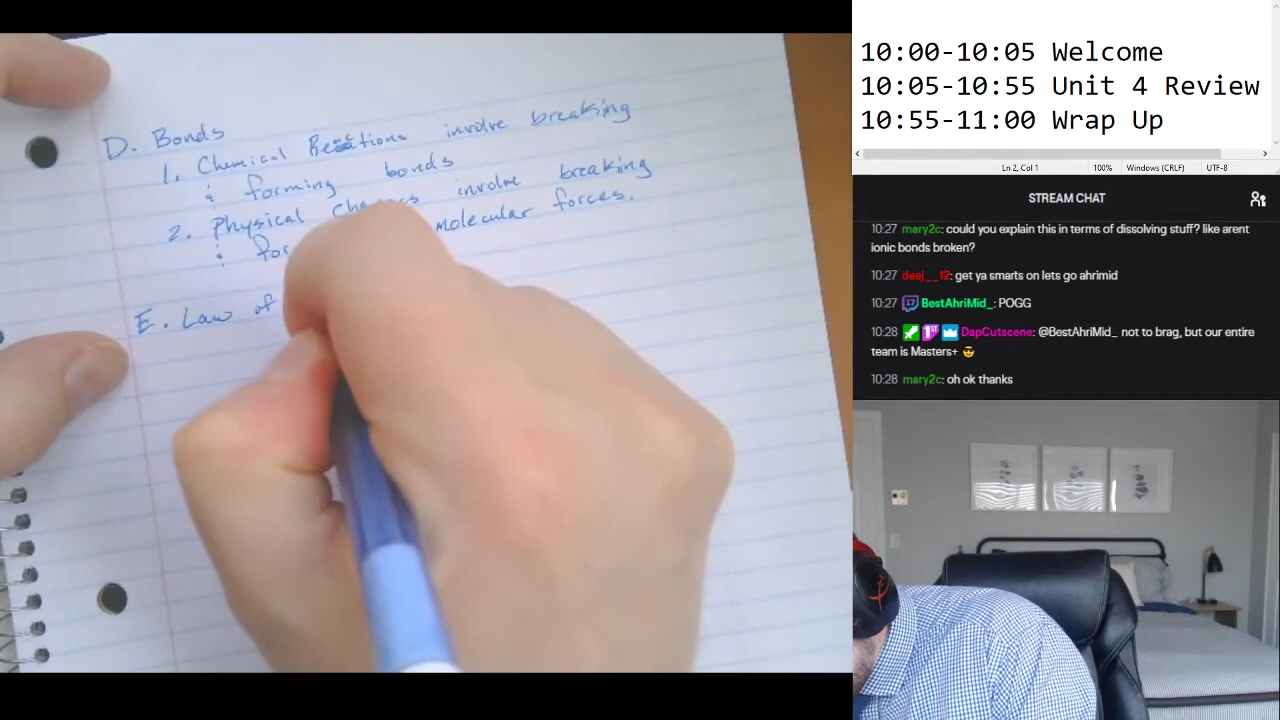 D. Bonds
1. Chemical Reactions involve breaking
& forming bonds
2. Physical Changes involve breaking
& for molecular forces.
E. Law of
10:00-10:05 Welcome
10:05-10:55 Unit 4 Review
10:55-11:00 Wrap Up
Ln 2, Col 1 100% Windows (CRLF) UTF-8
STREAM CHAT
10:27 mary2c: could you explain this in terms of dissolving stuff? like arent
ionic bonds broken?
10:27 deej__12: get ya smarts on lets go ahrimid
10:27 17 BestAhriMid_: POGG
10:28 1ST DapCutscene: @BestAhriMid_ not to brag, but our entire
team is Masters+ 😎
10:28 mary2c: oh ok thanks